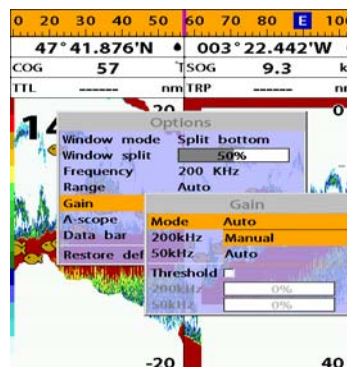 0 20 30 40 50 60 70 80 E 10
47°41.876'N 003°22.442'W
COG 57 °T SOG 9.3 k
TTL ------ nm TRP ------ nm
20 0
14
Options
Window mode Split bottom
Window split 50%
Frequency 200 KHz
Range Auto
Gain
A-scope
Data bar
Restore def
Gain
Mode Auto
200kHz Manual
50kHz Auto
Threshold
200kHz 0%
50kHz 0%
-20 40